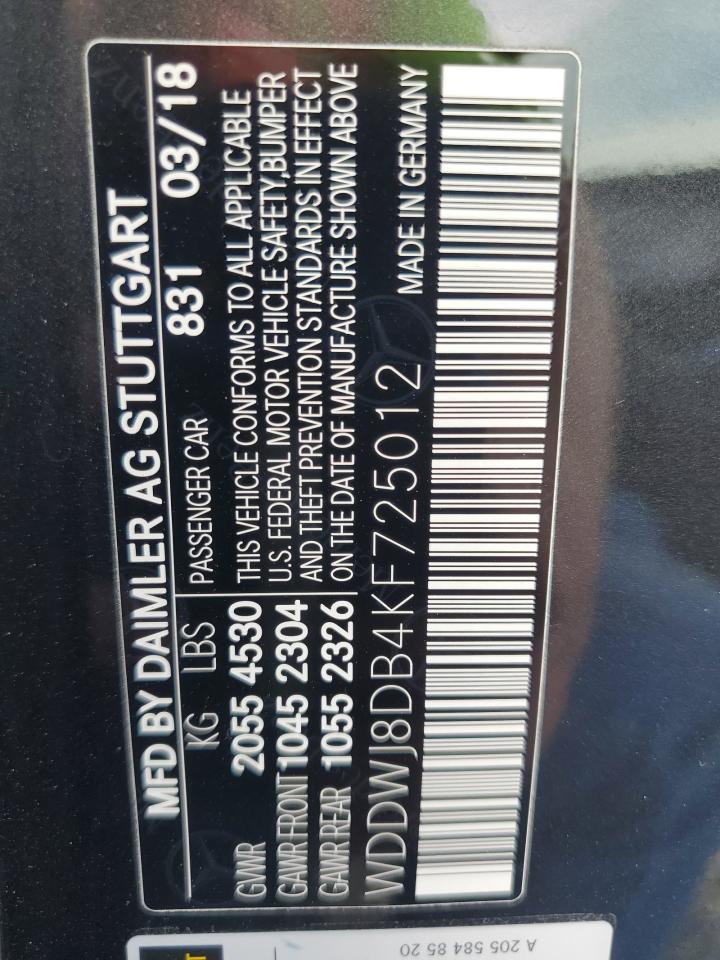 MFD BY DAIMLER AG STUTTGART
831 03/18
KG LBS PASSENGER CAR
GVWR 2055 4530
GAWR FRONT 1045 2304
GAWR REAR 1055 2326
THIS VEHICLE CONFORMS TO ALL APPLICABLE
U.S. FEDERAL MOTOR VEHICLE SAFETY,BUMPER
AND THEFT PREVENTION STANDARDS IN EFFECT
ON THE DATE OF MANUFACTURE SHOWN ABOVE
WDDWJ8DB4KF725012 MADE IN GERMANY
A 205 584 85 20